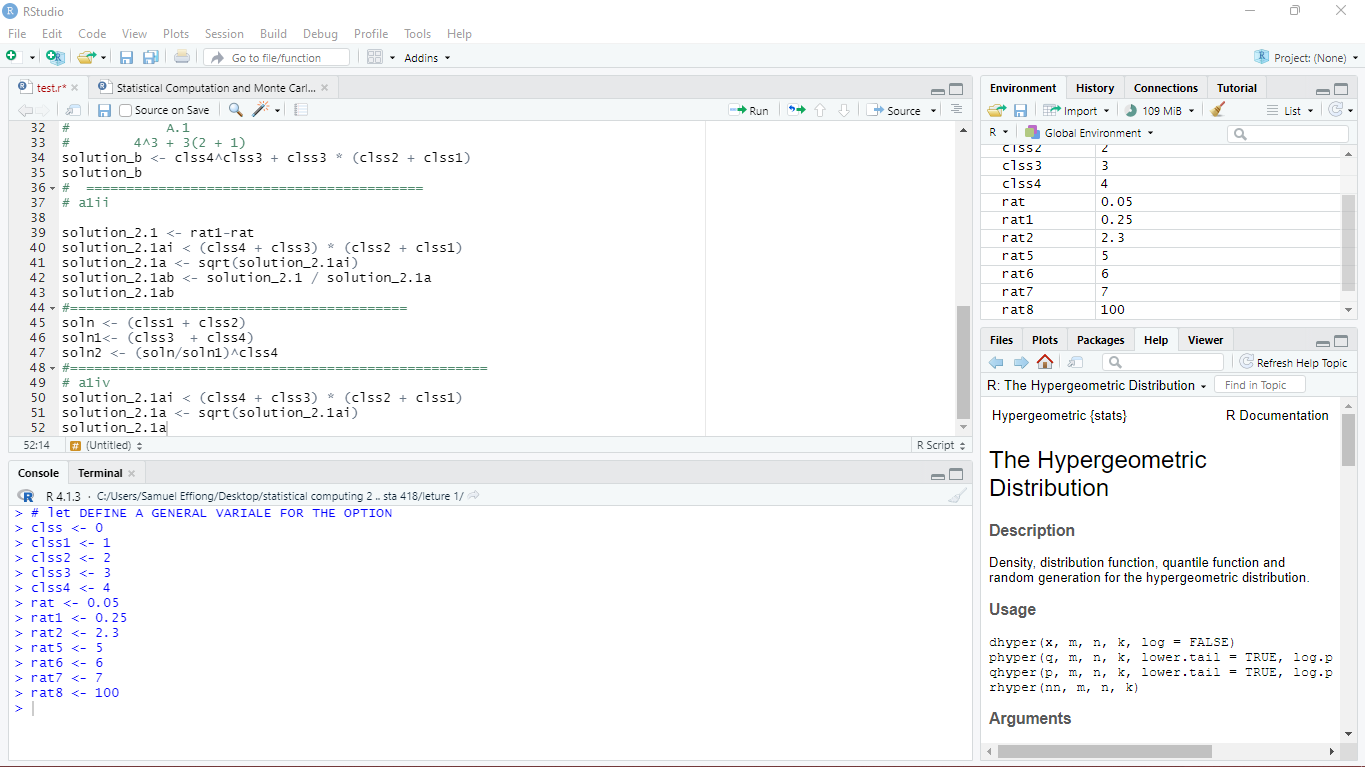 RStudio
File Edit Code View Plots Session Build Debug Profile Tools Help
Go to file/function Addins Project: (None)
test.r* Statistical Computation and Monte Carl...
Source on Save Run Source
32 # A.1
33 # 4^3 + 3(2 + 1)
34 solution_b <- clss4^clss3 + clss3 * (clss2 + clss1)
35 solution_b
36 # ==========================================
37 # a1ii
38
39 solution_2.1 <- rat1-rat
40 solution_2.1ai < (clss4 + clss3) * (clss2 + clss1)
41 solution_2.1a <- sqrt(solution_2.1ai)
42 solution_2.1ab <- solution_2.1 / solution_2.1a
43 solution_2.1ab
44 #==========================================
45 soln <- (clss1 + clss2)
46 soln1<- (clss3 + clss4)
47 soln2 <- (soln/soln1)^clss4
48 #====================================================
49 # a1iv
50 solution_2.1ai < (clss4 + clss3) * (clss2 + clss1)
51 solution_2.1a <- sqrt(solution_2.1ai)
52 solution_2.1a
52:14 # (Untitled) R Script
Console Terminal
R R 4.1.3 · C:/Users/Samuel Effiong/Desktop/statistical computing 2 .. sta 418/leture 1/
> # let DEFINE A GENERAL VARIALE FOR THE OPTION
> clss <- 0
> clss1 <- 1
> clss2 <- 2
> clss3 <- 3
> clss4 <- 4
> rat <- 0.05
> rat1 <- 0.25
> rat2 <- 2.3
> rat5 <- 5
> rat6 <- 6
> rat7 <- 7
> rat8 <- 100
>
Environment History Connections Tutorial
Import 109 MiB List
R Global Environment
clss2 2
clss3 3
clss4 4
rat 0.05
rat1 0.25
rat2 2.3
rat5 5
rat6 6
rat7 7
rat8 100
Files Plots Packages Help Viewer
Refresh Help Topic
R: The Hypergeometric Distribution Find in Topic
Hypergeometric {stats} R Documentation
The Hypergeometric
Distribution
Description
Density, distribution function, quantile function and
random generation for the hypergeometric distribution.
Usage
dhyper(x, m, n, k, log = FALSE)
phyper(q, m, n, k, lower.tail = TRUE, log.p
qhyper(p, m, n, k, lower.tail = TRUE, log.p
rhyper(nn, m, n, k)
Arguments